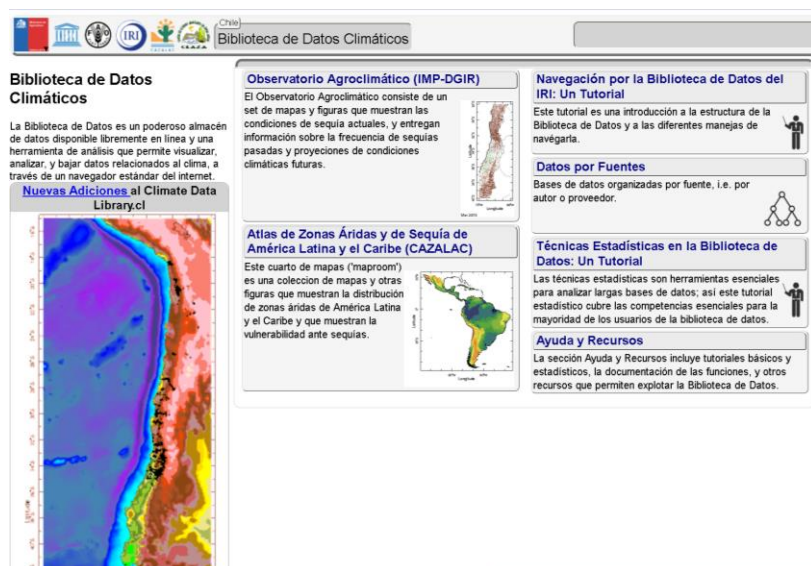 Chile
Biblioteca de Datos Climáticos
Biblioteca de Datos
Climáticos
La Biblioteca de Datos es un poderoso almacén
de datos disponible libremente en línea y una
herramienta de análisis que permite visualizar,
analizar, y bajar datos relacionados al clima, a
través de un navegador estándar del internet.
Nuevas Adiciones al Climate Data
Library.cl
Latitude
Observatorio Agroclimático (IMP-DGIR)
El Observatorio Agroclimático consiste de un
set de mapas y figuras que muestran las
condiciones de sequía actuales, y entregan
información sobre la frecuencia de sequías
pasadas y proyeciones de condiciones
climáticas futuras.
Longitude
Atlas de Zonas Áridas y de Sequía de
América Latina y el Caribe (CAZALAC)
Este cuarto de mapas ('maproom')
es una coleccion de mapas y otras
figuras que muestran la distribución
de zonas áridas de América Latina
y el Caribe y que muestran la
vulnerabilidad ante sequías.
Longitude
Navegación por la Biblioteca de Datos del
IRI: Un Tutorial
Este tutorial es una introducción a la estructura de la
Biblioteca de Datos y a las diferentes manejas de
navégarla.
Datos por Fuentes
Bases de datos organizadas por fuente, i.e. por
autor o proveedor.
Técnicas Estadísticas en la Biblioteca de
Datos: Un Tutorial
Las técnicas estadísticas son herramientas esenciales
para analizar largas bases de datos; así este tutorial
estadístico cubre las competencias esenciales para la
mayoridad de los usuarios de la biblioteca de datos.
Ayuda y Recursos
La sección Ayuda y Recursos incluye tutoriales básicos y
estadísticos, la documentación de las funciones, y otros
recursos que permiten explotar la Biblioteca de Datos.